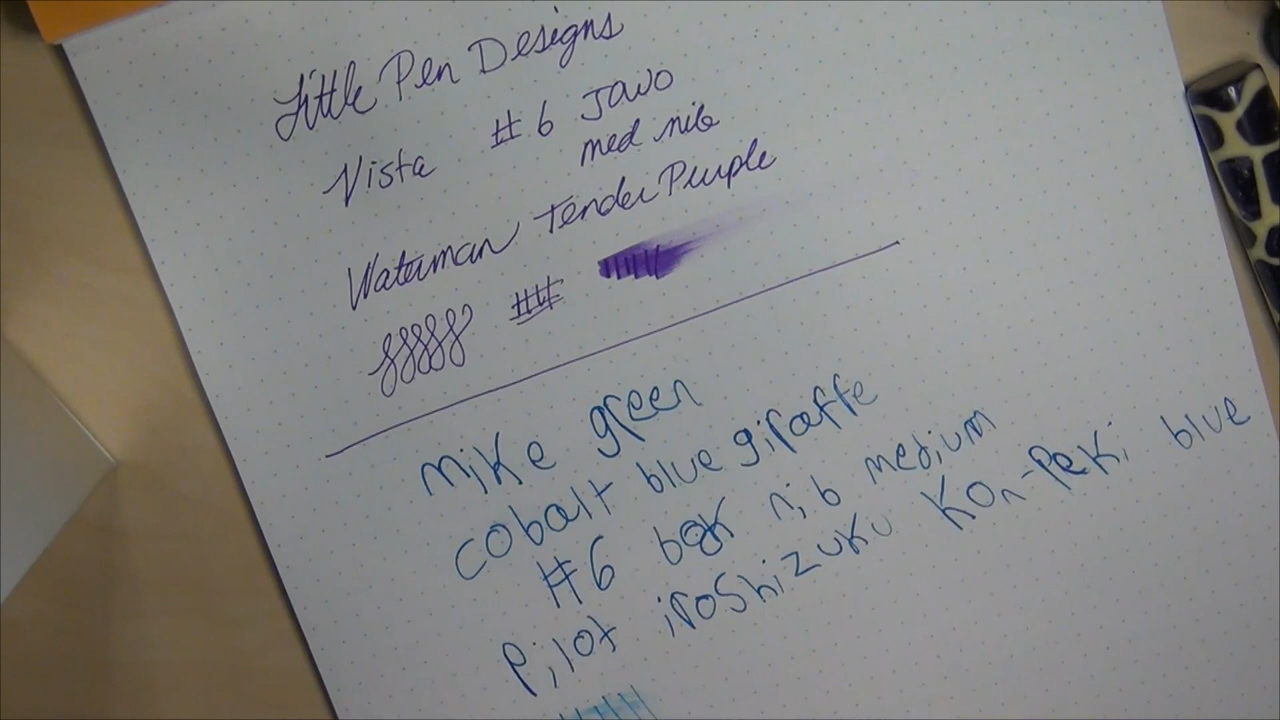 Little Pen Designs
Vista # 6 JOWO
med nib
Waterman Tender Purple
mike green
cobalt blue giraffe
#6 bok nib medium
Pilot iroshizuku Kon-Peki blue